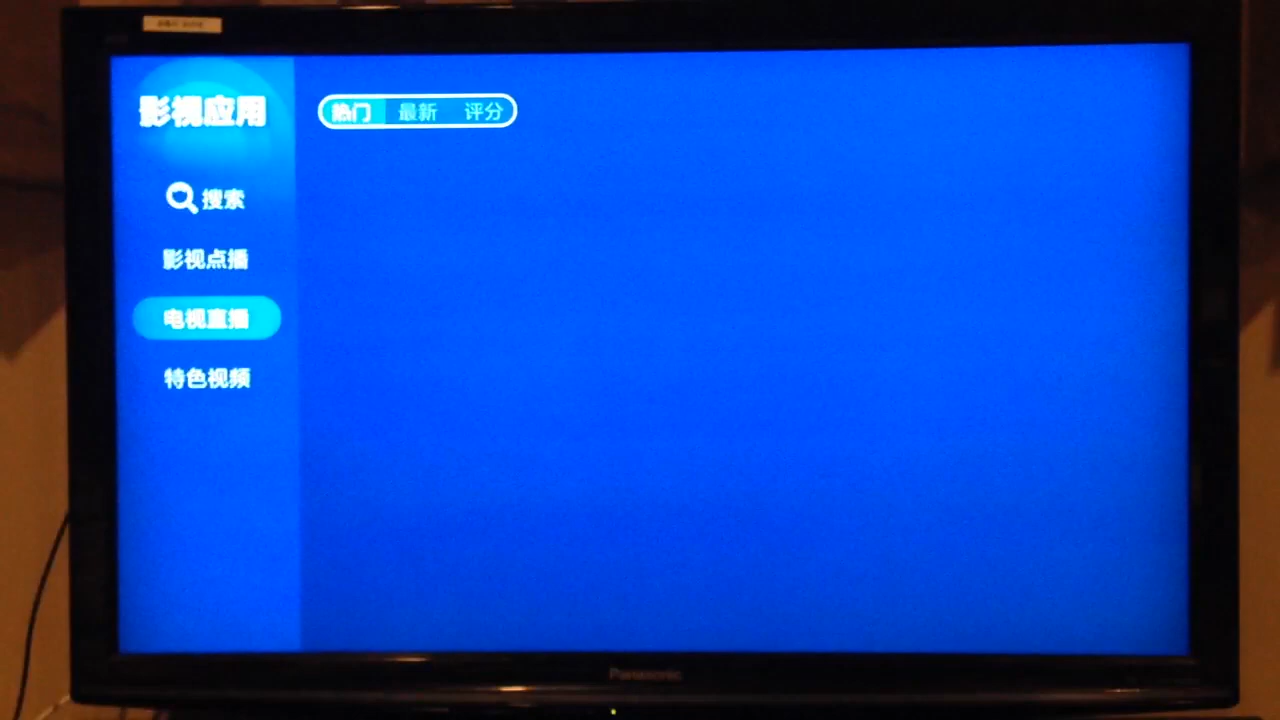 影视应用
热门 最新 评分
搜索
影视点播
电视直播
特色视频
Panasonic